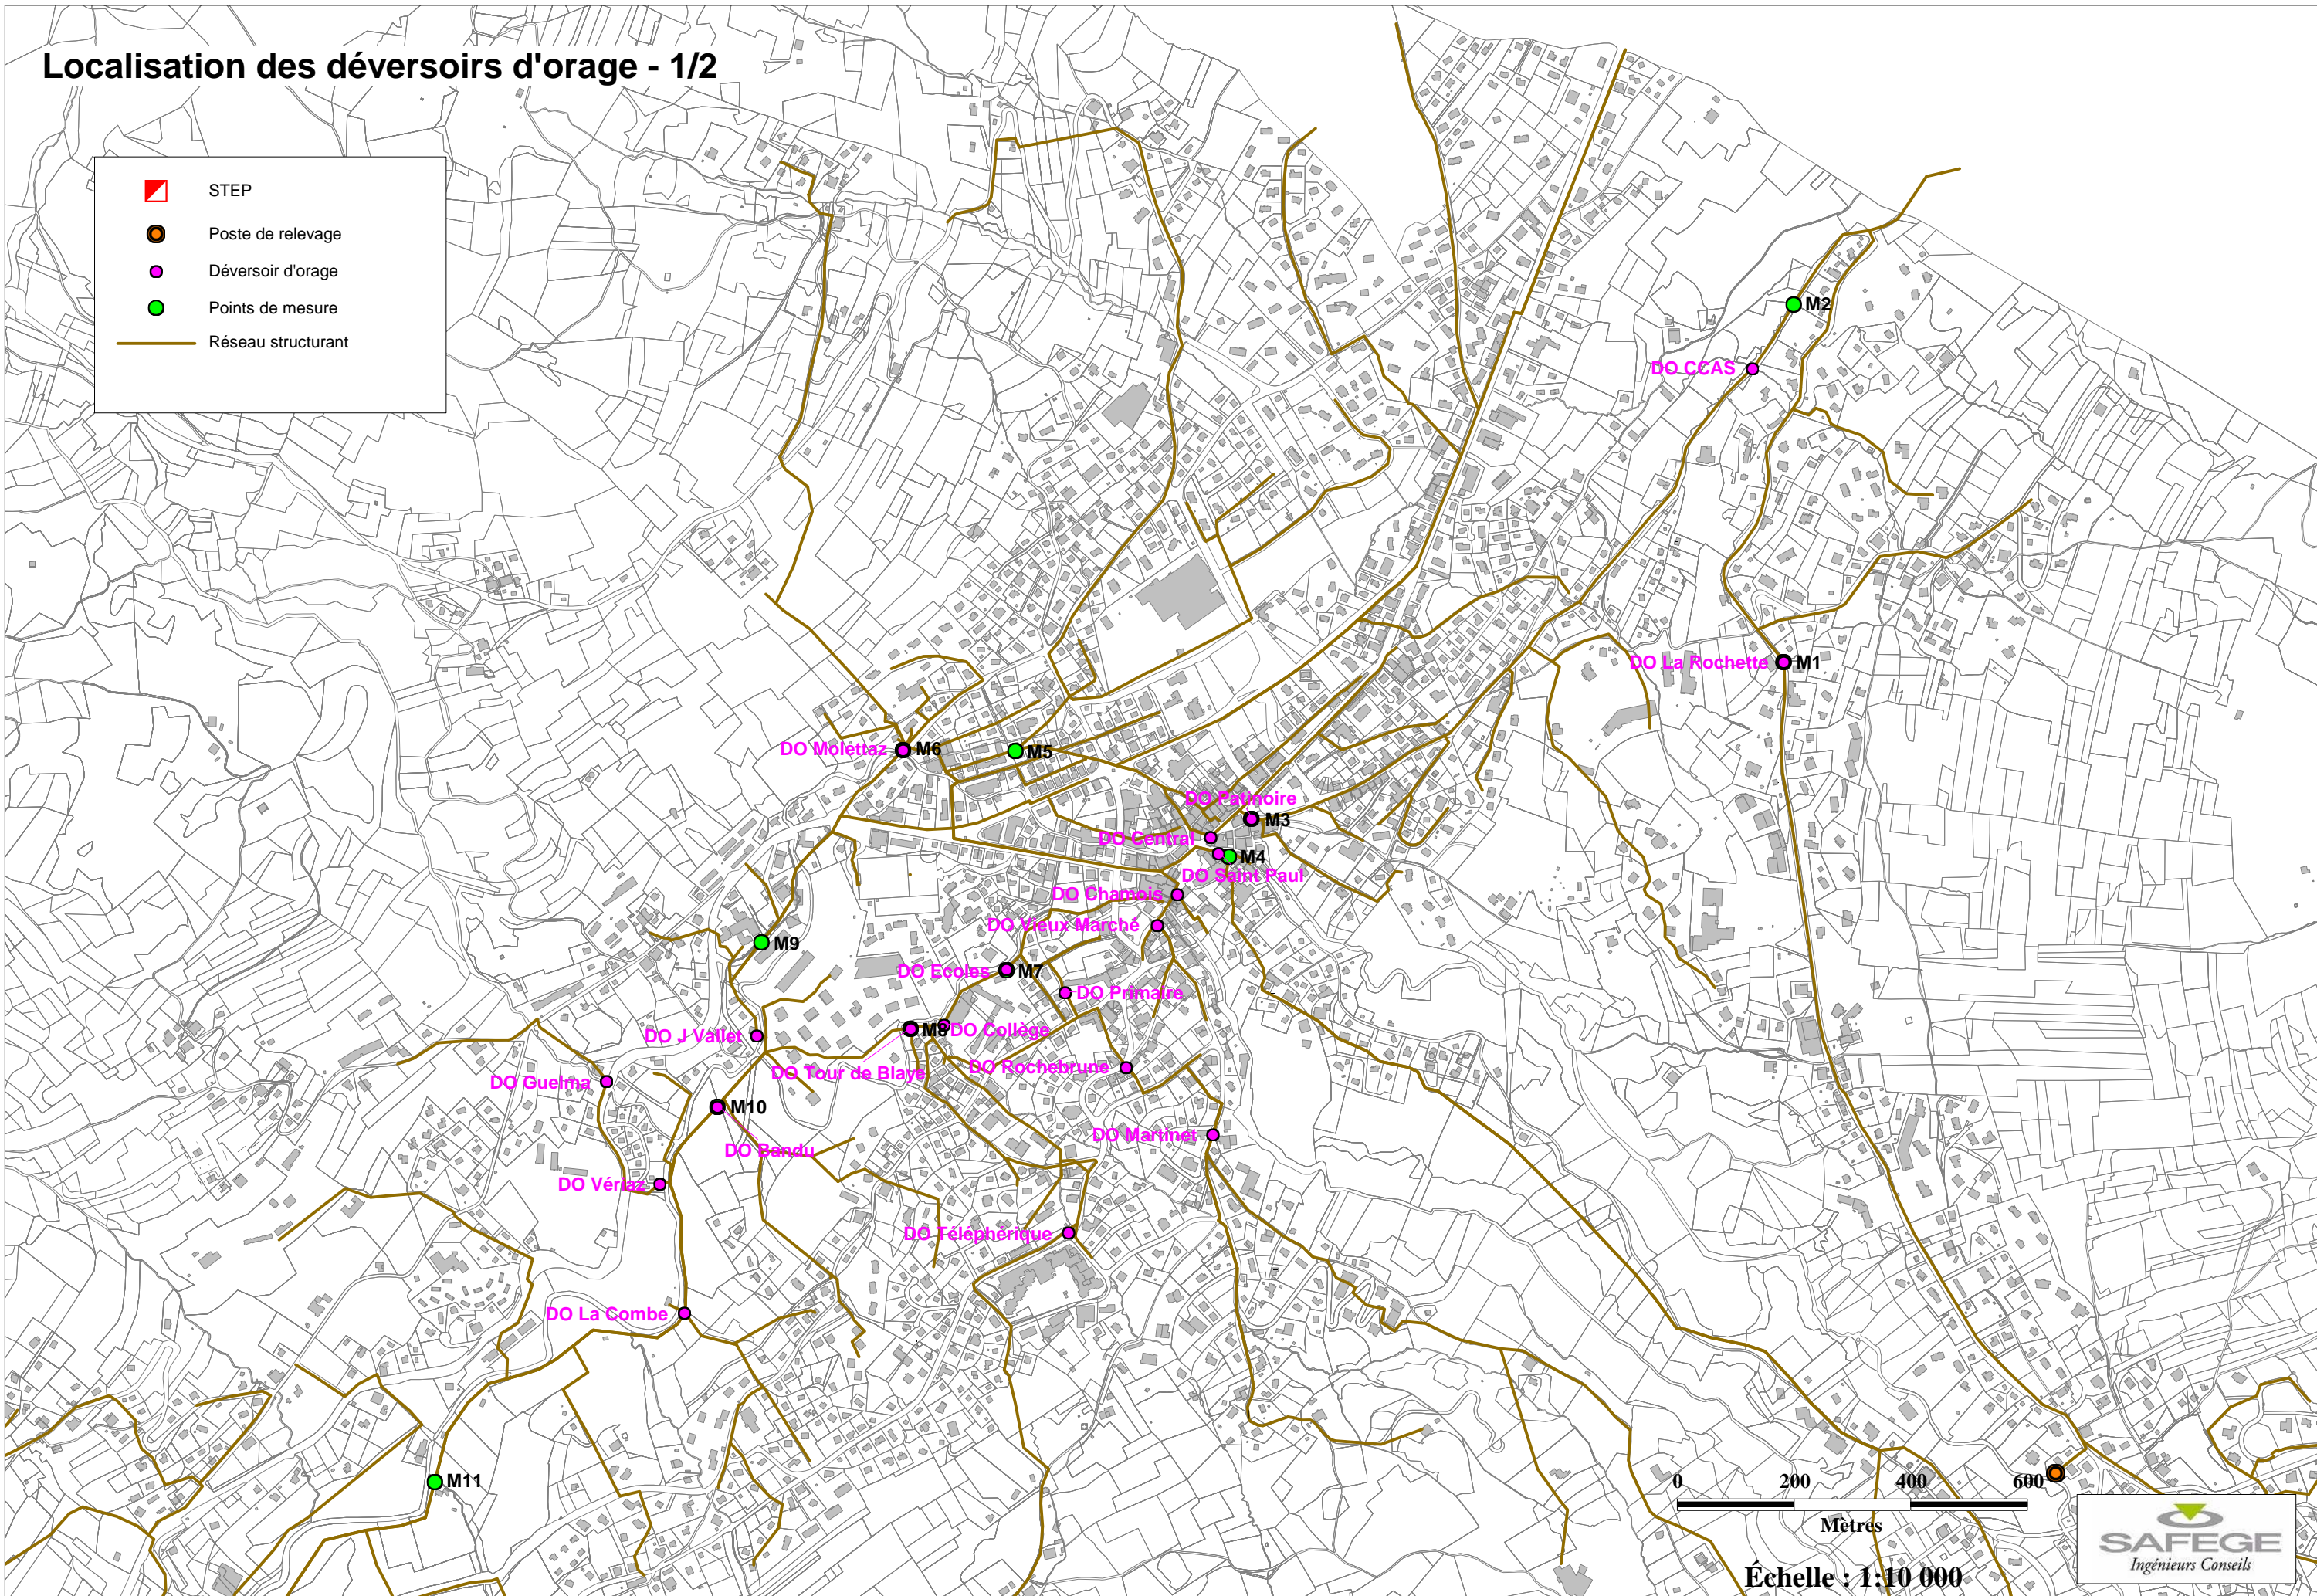 Localisation des déversoirs d'orage - 1/2
STEP
Poste de relevage
Déversoir d'orage
Points de mesure
Réseau structurant
M2
DO CCAS
DO La Rochette
M1
DO Molettaz
M6
M5
DO Patinoire
M3
DO Central
M4
DO Saint Paul
DO Chamois
DO Vieux Marché
M9
DO Ecoles
M7
DO Primaire
M8
DO Collège
DO J Vallet
DO Tour de Blaye
DO Rochebrune
DO Guelma
M10
DO Martinet
DO Bandu
DO Vériaz
DO Téléphérique
DO La Combe
M11
0 200 400 600
Mètres
Échelle : 1:10 000
SAFEGE
Ingénieurs Conseils